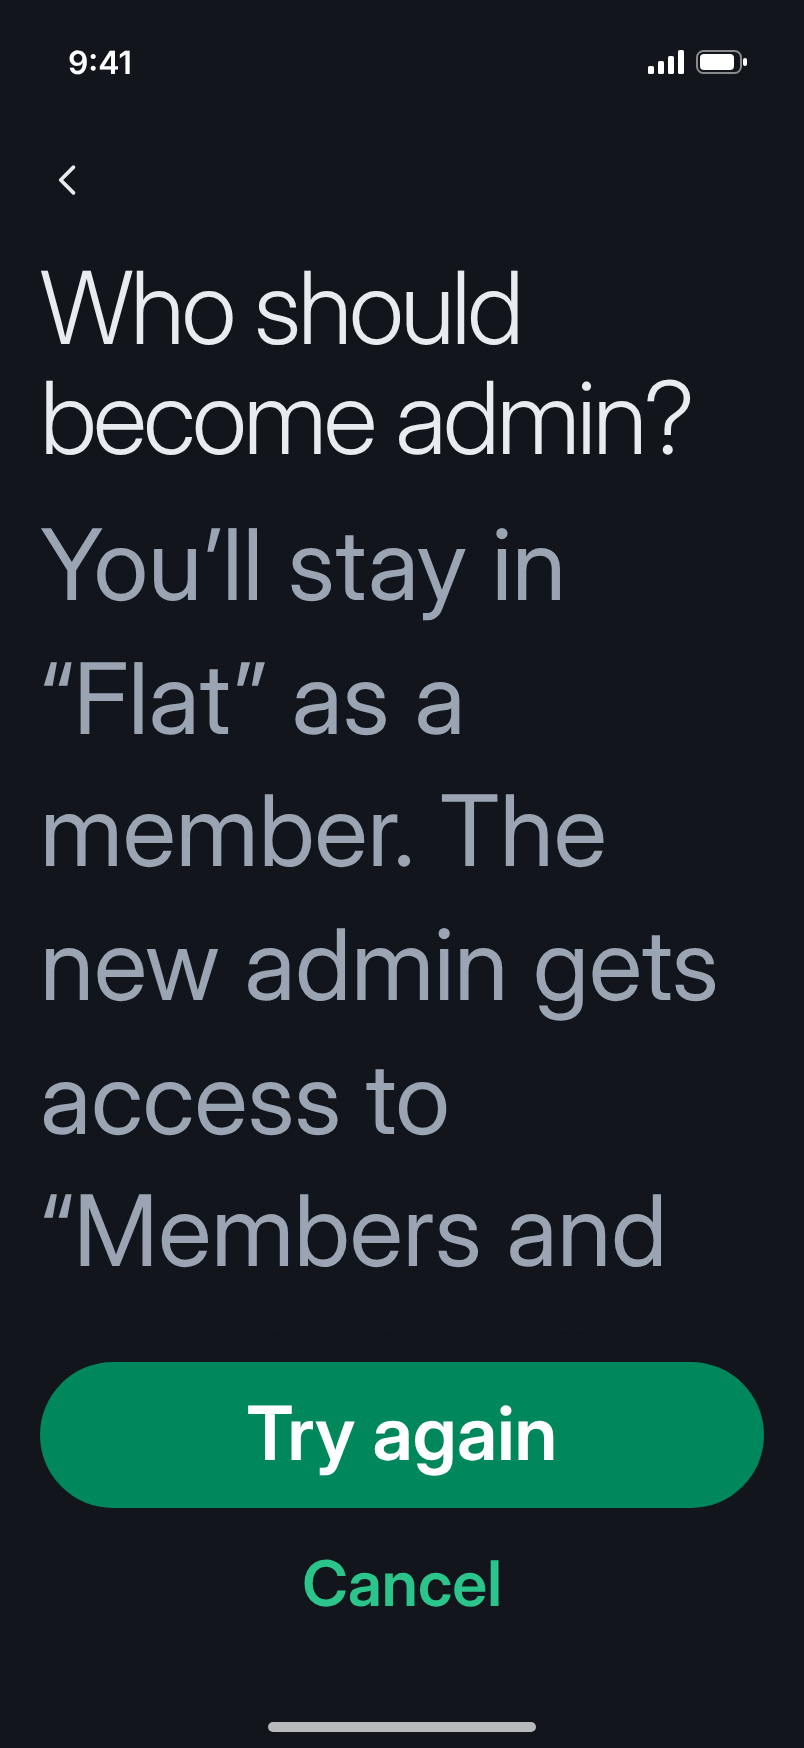 9:41
Who should
become admin?
You’ll stay in
“Flat” as a
member. The
new admin gets
access to
“Members and
Try again
Cancel